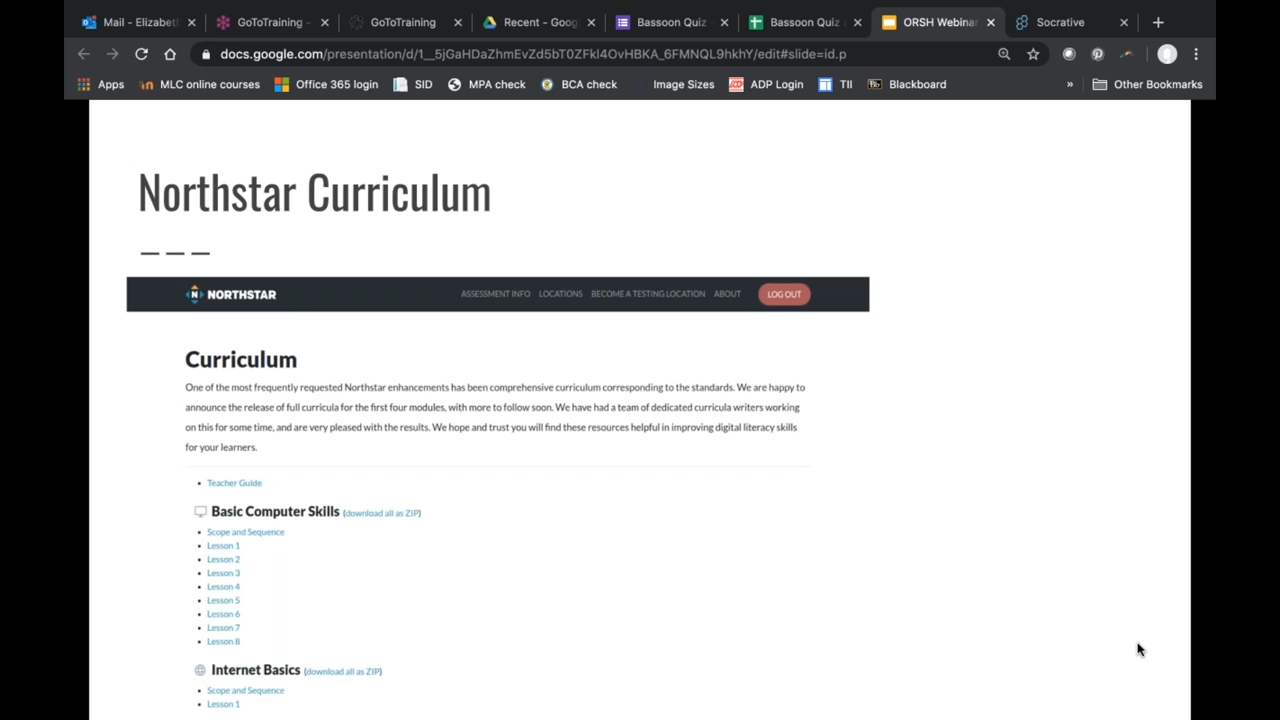 Mail - Elizabet
GoToTraining -
GoToTraining
Recent - Goog
Bassoon Quiz
Bassoon Quiz
ORSH Webinar
Socrative
docs.google.com/presentation/d/1__5jGaHDaZhmEvZd5bT0ZFkl4OvHBKA_6FMNQL9hkhY/edit#slide=id.p
Apps
MLC online courses
Office 365 login
SID
MPA check
BCA check
Image Sizes
ADP Login
TII
Bb
Blackboard
»
Other Bookmarks
Northstar Curriculum
N NORTHSTAR
ASSESSMENT INFO LOCATIONS BECOME A TESTING LOCATION ABOUT LOG OUT
Curriculum
One of the most frequently requested Northstar enhancements has been comprehensive curriculum corresponding to the standards. We are happy to
announce the release of full curricula for the first four modules, with more to follow soon. We have had a team of dedicated curricula writers working
on this for some time, and are very pleased with the results. We hope and trust you will find these resources helpful in improving digital literacy skills
for your learners.
• Teacher Guide
Basic Computer Skills (download all as ZIP)
• Scope and Sequence
• Lesson 1
• Lesson 2
• Lesson 3
• Lesson 4
• Lesson 5
• Lesson 6
• Lesson 7
• Lesson 8
Internet Basics (download all as ZIP)
• Scope and Sequence
• Lesson 1